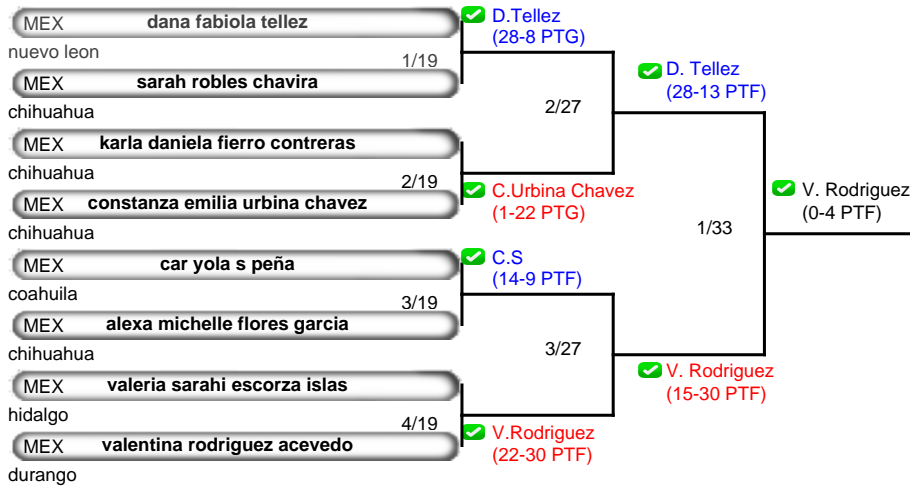 MEX dana fabiola tellez
nuevo leon
1/19
MEX sarah robles chavira
chihuahua
MEX karla daniela fierro contreras
chihuahua
2/19
MEX constanza emilia urbina chavez
chihuahua
MEX car yola s peña
coahuila
3/19
MEX alexa michelle flores garcia
chihuahua
MEX valeria sarahi escorza islas
hidalgo
4/19
MEX valentina rodriguez acevedo
durango
D.Tellez
(28-8 PTG)
2/27
C.Urbina Chavez
(1-22 PTG)
C.S
(14-9 PTF)
3/27
V.Rodriguez
(22-30 PTF)
D. Tellez
(28-13 PTF)
1/33
V. Rodriguez
(15-30 PTF)
V. Rodriguez
(0-4 PTF)